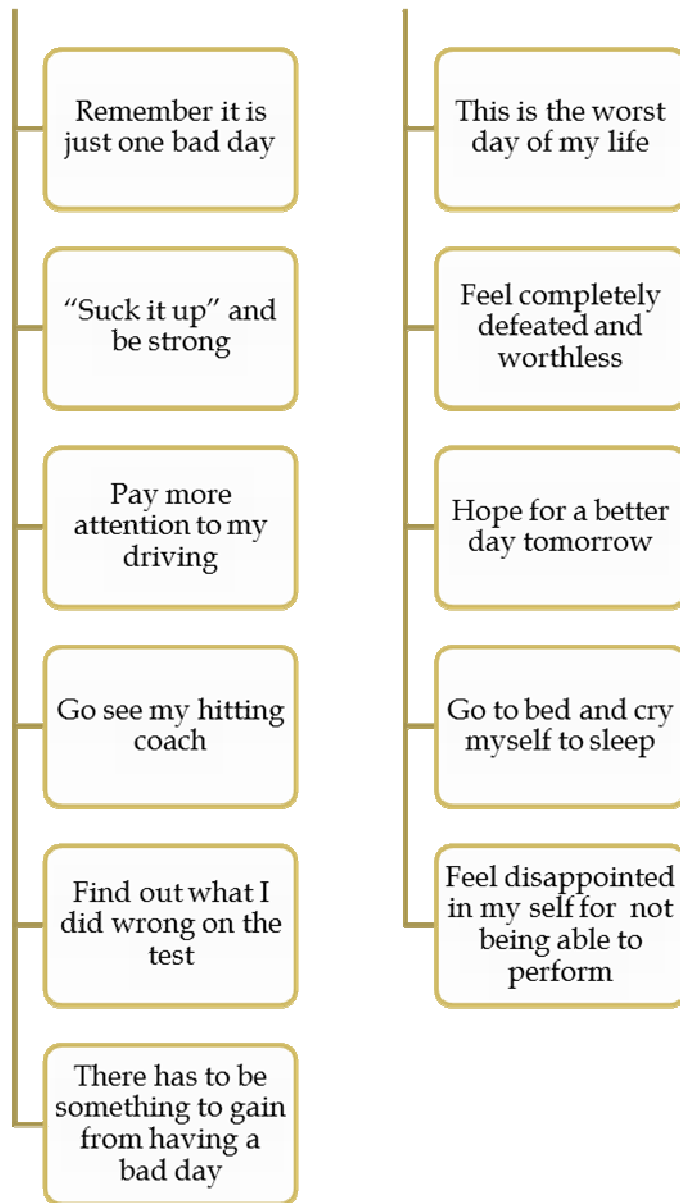 Remember it is
just one bad day
“Suck it up” and
be strong
Pay more
attention to my
driving
Go see my hitting
coach
Find out what I
did wrong on the
test
There has to be
something to gain
from having a
bad day
This is the worst
day of my life
Feel completely
defeated and
worthless
Hope for a better
day tomorrow
Go to bed and cry
myself to sleep
Feel disappointed
in my self for  not
being able to
perform